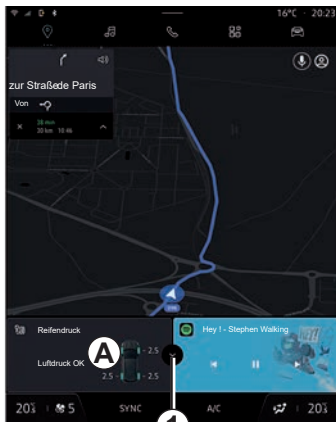 16°C 20:23
zur Straßede Paris
Von
28 min
20 km 10:46
Reifendruck
Luftdruck OK
A
- 2.5
2.5 - - 2.5
Hey ! - Stephen Walking
20 5 SYNC A/C 20
1